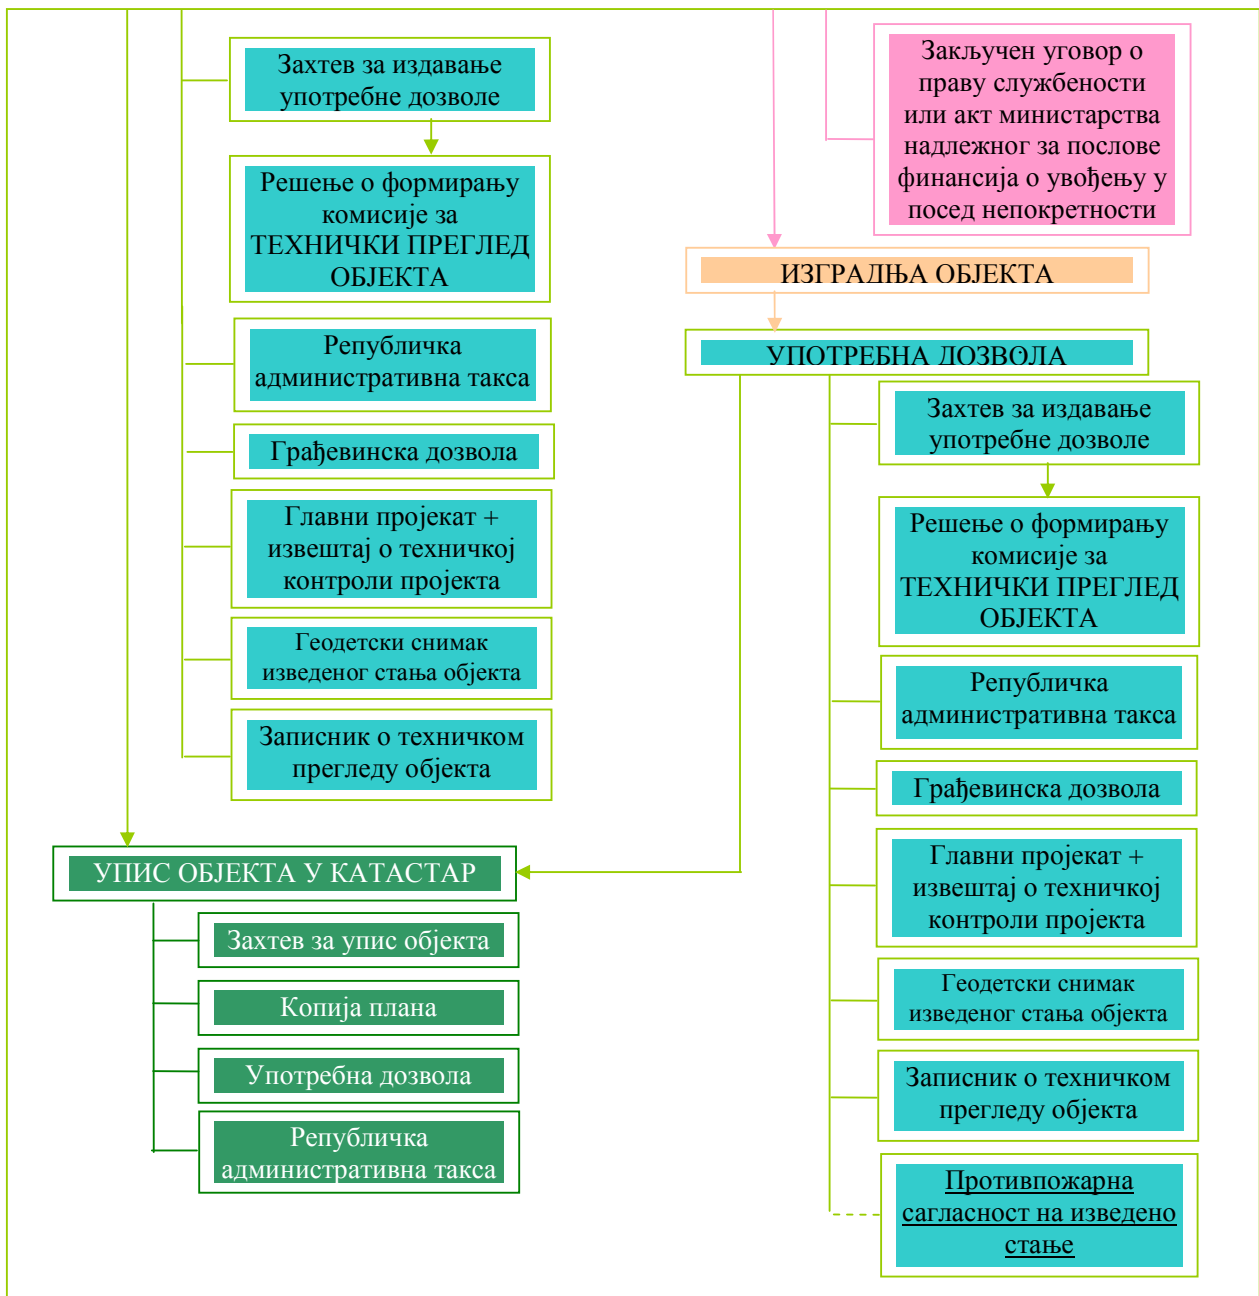 Захтев за издавање
употребне дозволе
Решење о формирању
комисије за
ТЕХНИЧКИ ПРЕГЛЕД
ОБЈЕКТА
Републичка
административна такса
Грађевинска дозвола
Главни пројекат +
извештај о техничкој
контроли пројекта
Геодетски снимак
изведеног стања објекта
Записник о техничком
прегледу објекта
УПИС ОБЈЕКТА У КАТАСТАР
Захтев за упис објекта
Копија плана
Употребна дозвола
Републичка
административна такса
Закључен уговор о
праву службености
или акт министарства
надлежног за послове
финансија о увођењу у
посед непокретности
ИЗГРАДЊА ОБЈЕКТА
УПОТРЕБНА ДОЗВОЛА
Захтев за издавање
употребне дозволе
Решење о формирању
комисије за
ТЕХНИЧКИ ПРЕГЛЕД
ОБЈЕКТА
Републичка
административна такса
Грађевинска дозвола
Главни пројекат +
извештај о техничкој
контроли пројекта
Геодетски снимак
изведеног стања објекта
Записник о техничком
прегледу објекта
Противпожарна
сагласност на изведено
стање